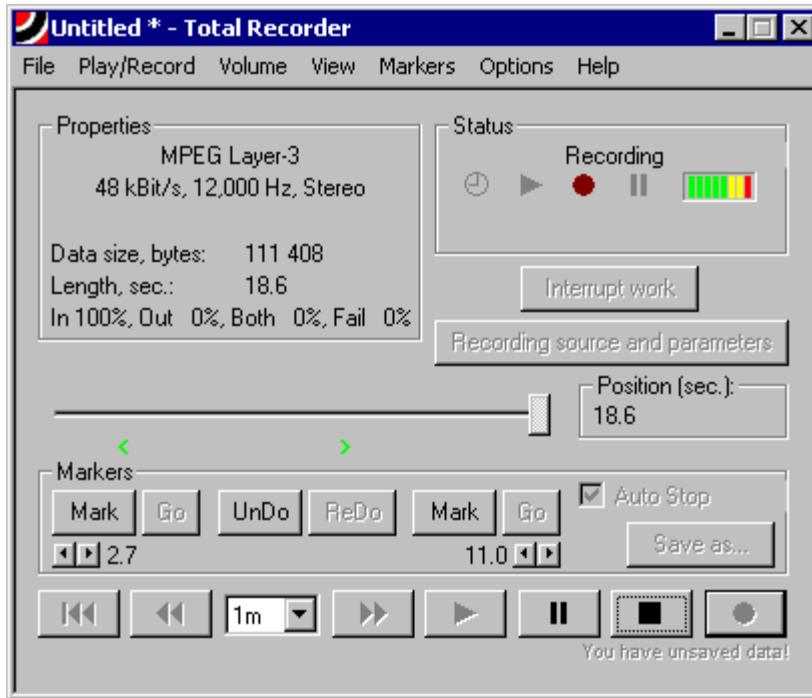 Untitled * - Total Recorder
File Play/Record Volume View Markers Options Help
Properties
MPEG Layer-3
48 kBit/s, 12,000 Hz, Stereo
Data size, bytes: 111 408
Length, sec.: 18.6
In 100%, Out 0%, Both 0%, Fail 0%
Status
Recording
Interrupt work
Recording source and parameters
Position (sec.):
18.6
Markers
Mark Go UnDo ReDo Mark Go
Auto Stop
2.7 11.0
Save as...
1m
You have unsaved data!